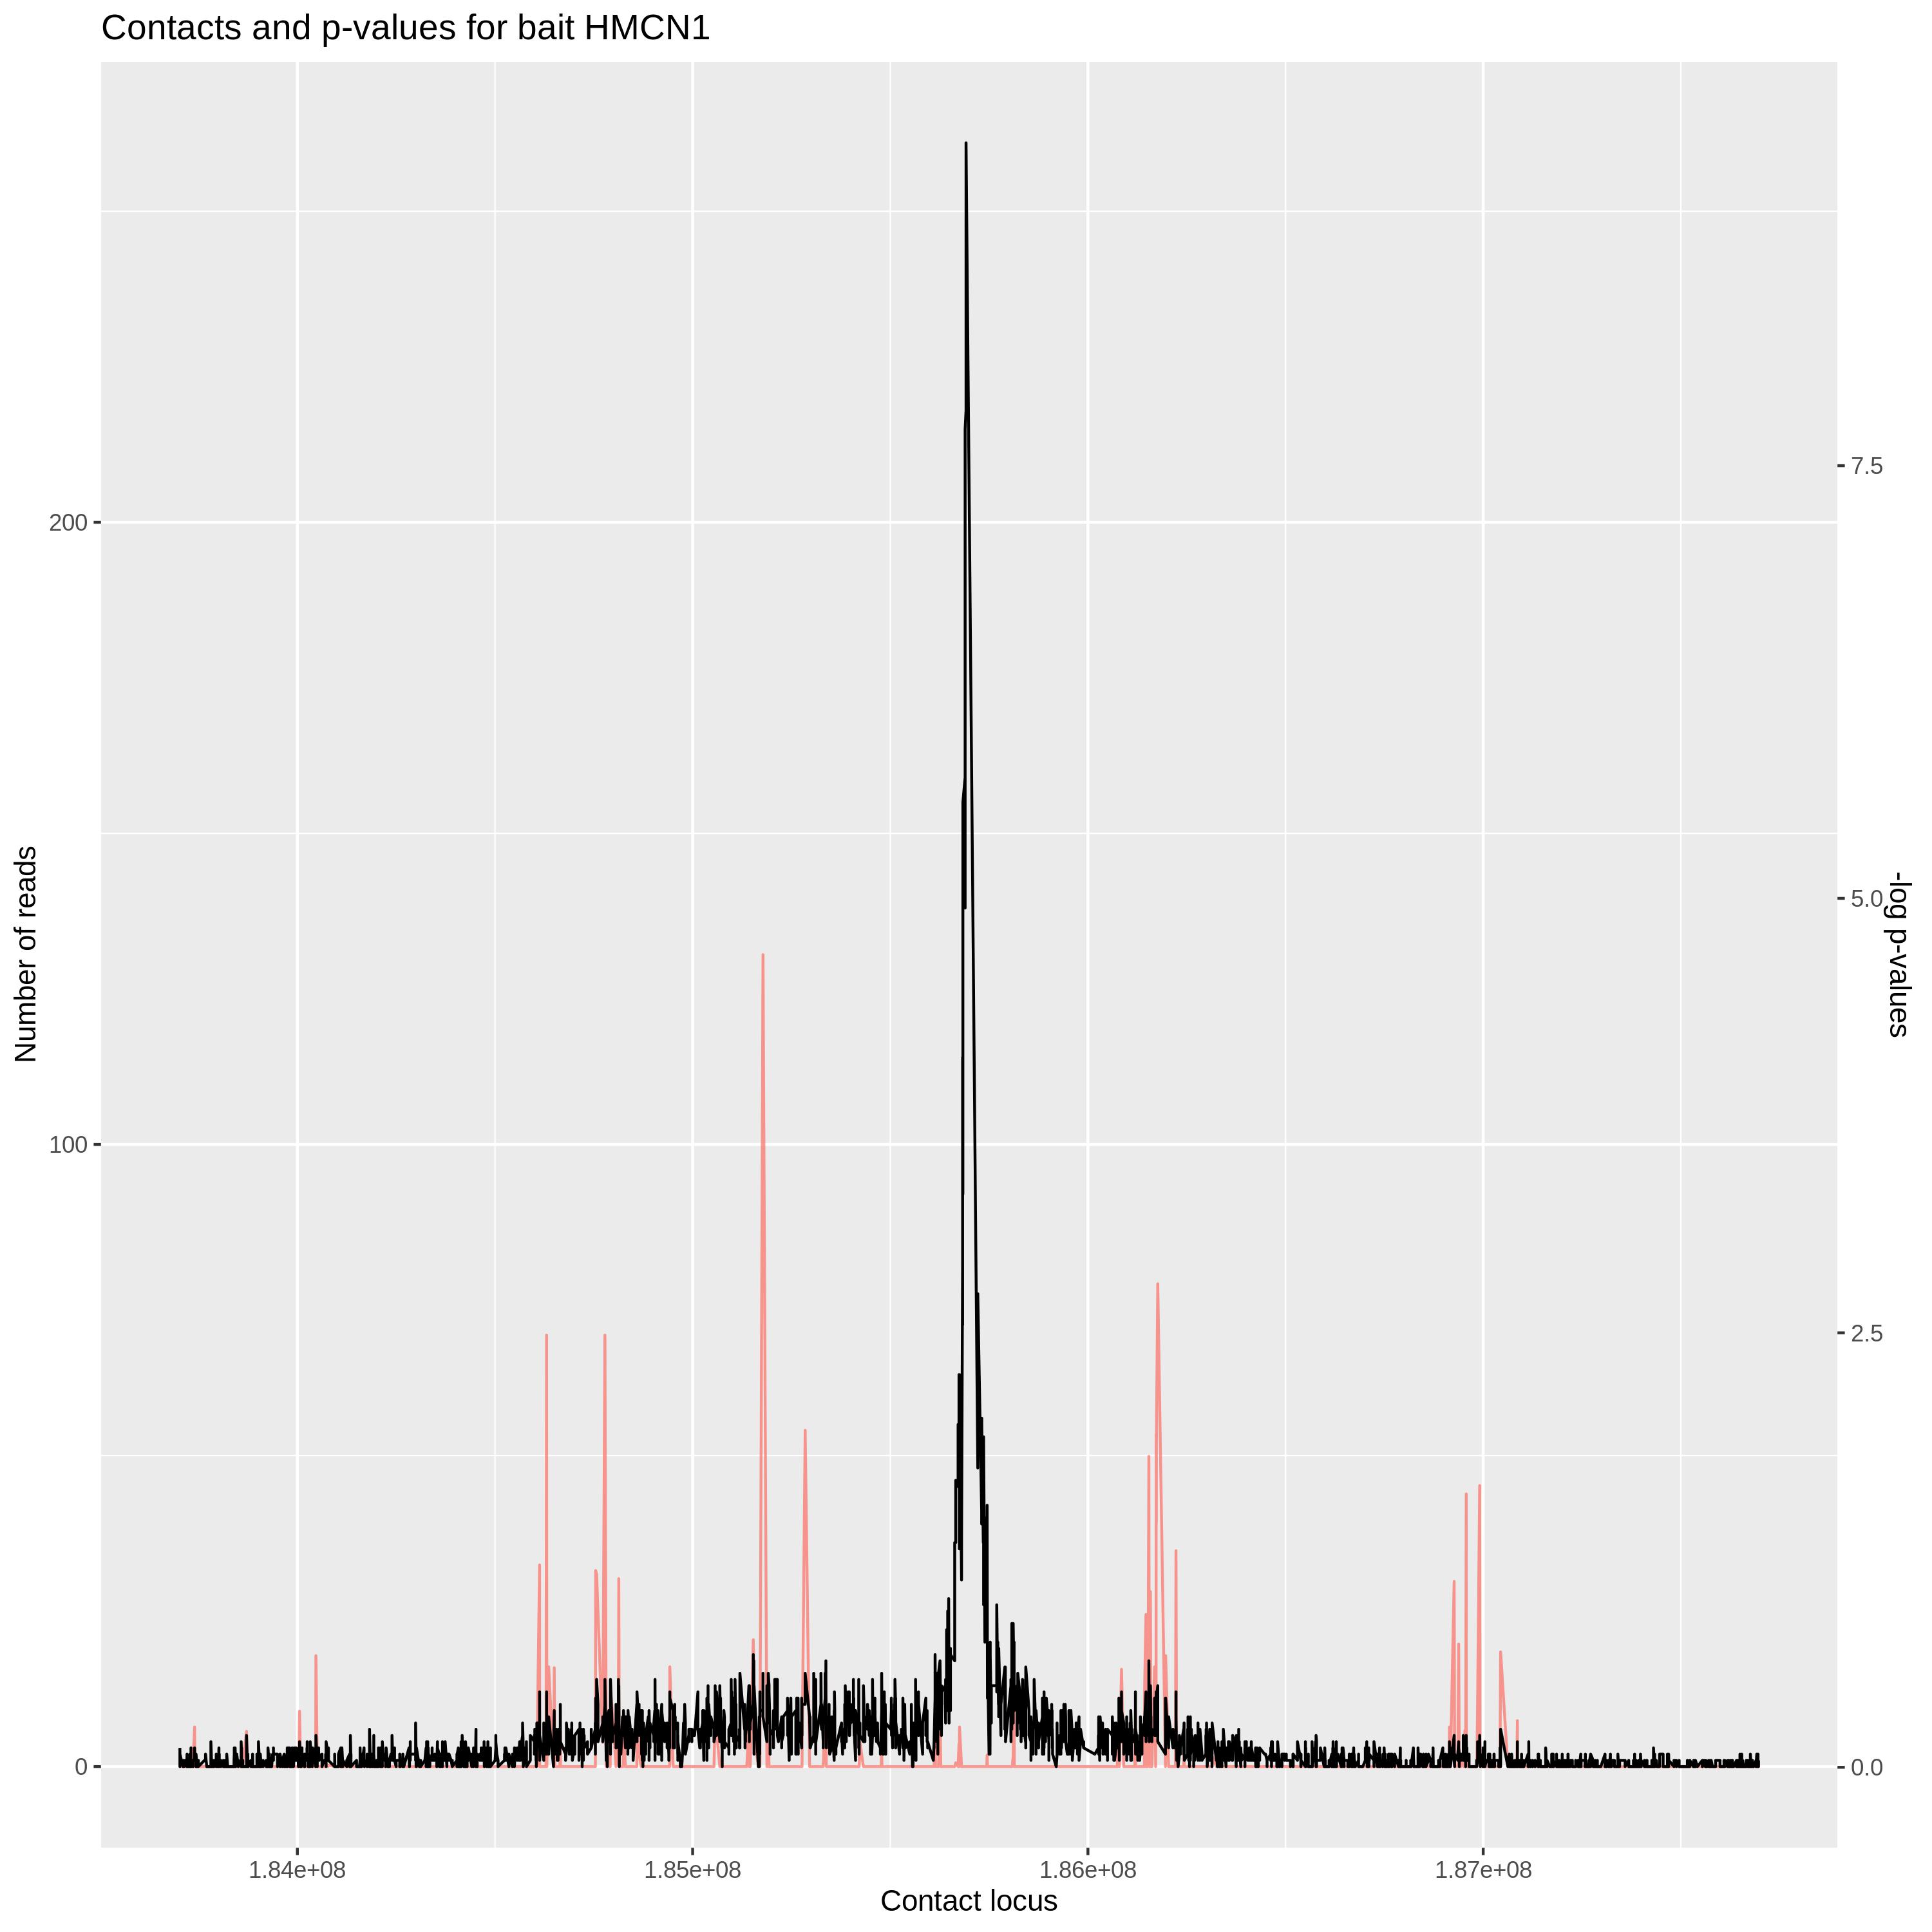 Contacts and p-values for bait HMCN1
Number of reads
200
100
0
7.5
5.0
2.5
0.0
-log p-values
1.84e+08
1.85e+08
1.86e+08
1.87e+08
Contact locus